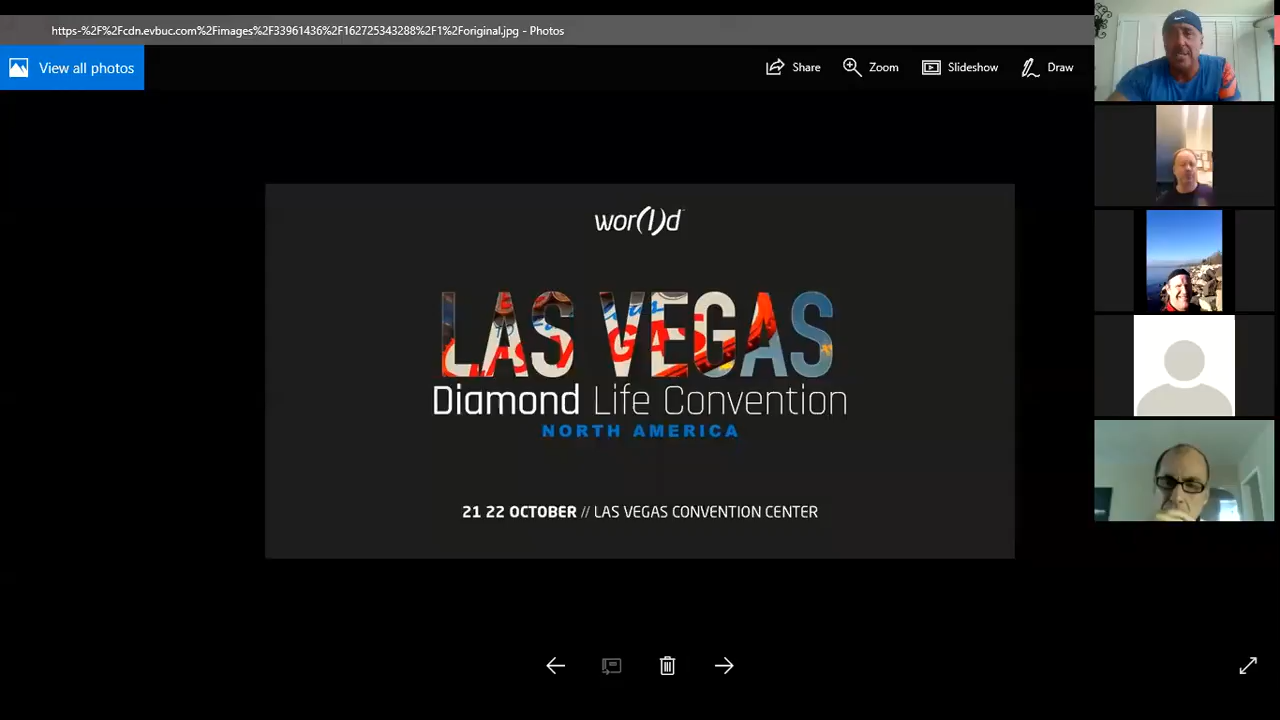 https-%2F%2Fcdn.evbuc.com%2Fimages%2F33961436%2F162725343288%2F1%2Foriginal.jpg - Photos
View all photos
Share
Zoom
Slideshow
Draw
wor(l)d
LAS VEGAS
Diamond Life Convention
NORTH AMERICA
21 22 OCTOBER // LAS VEGAS CONVENTION CENTER